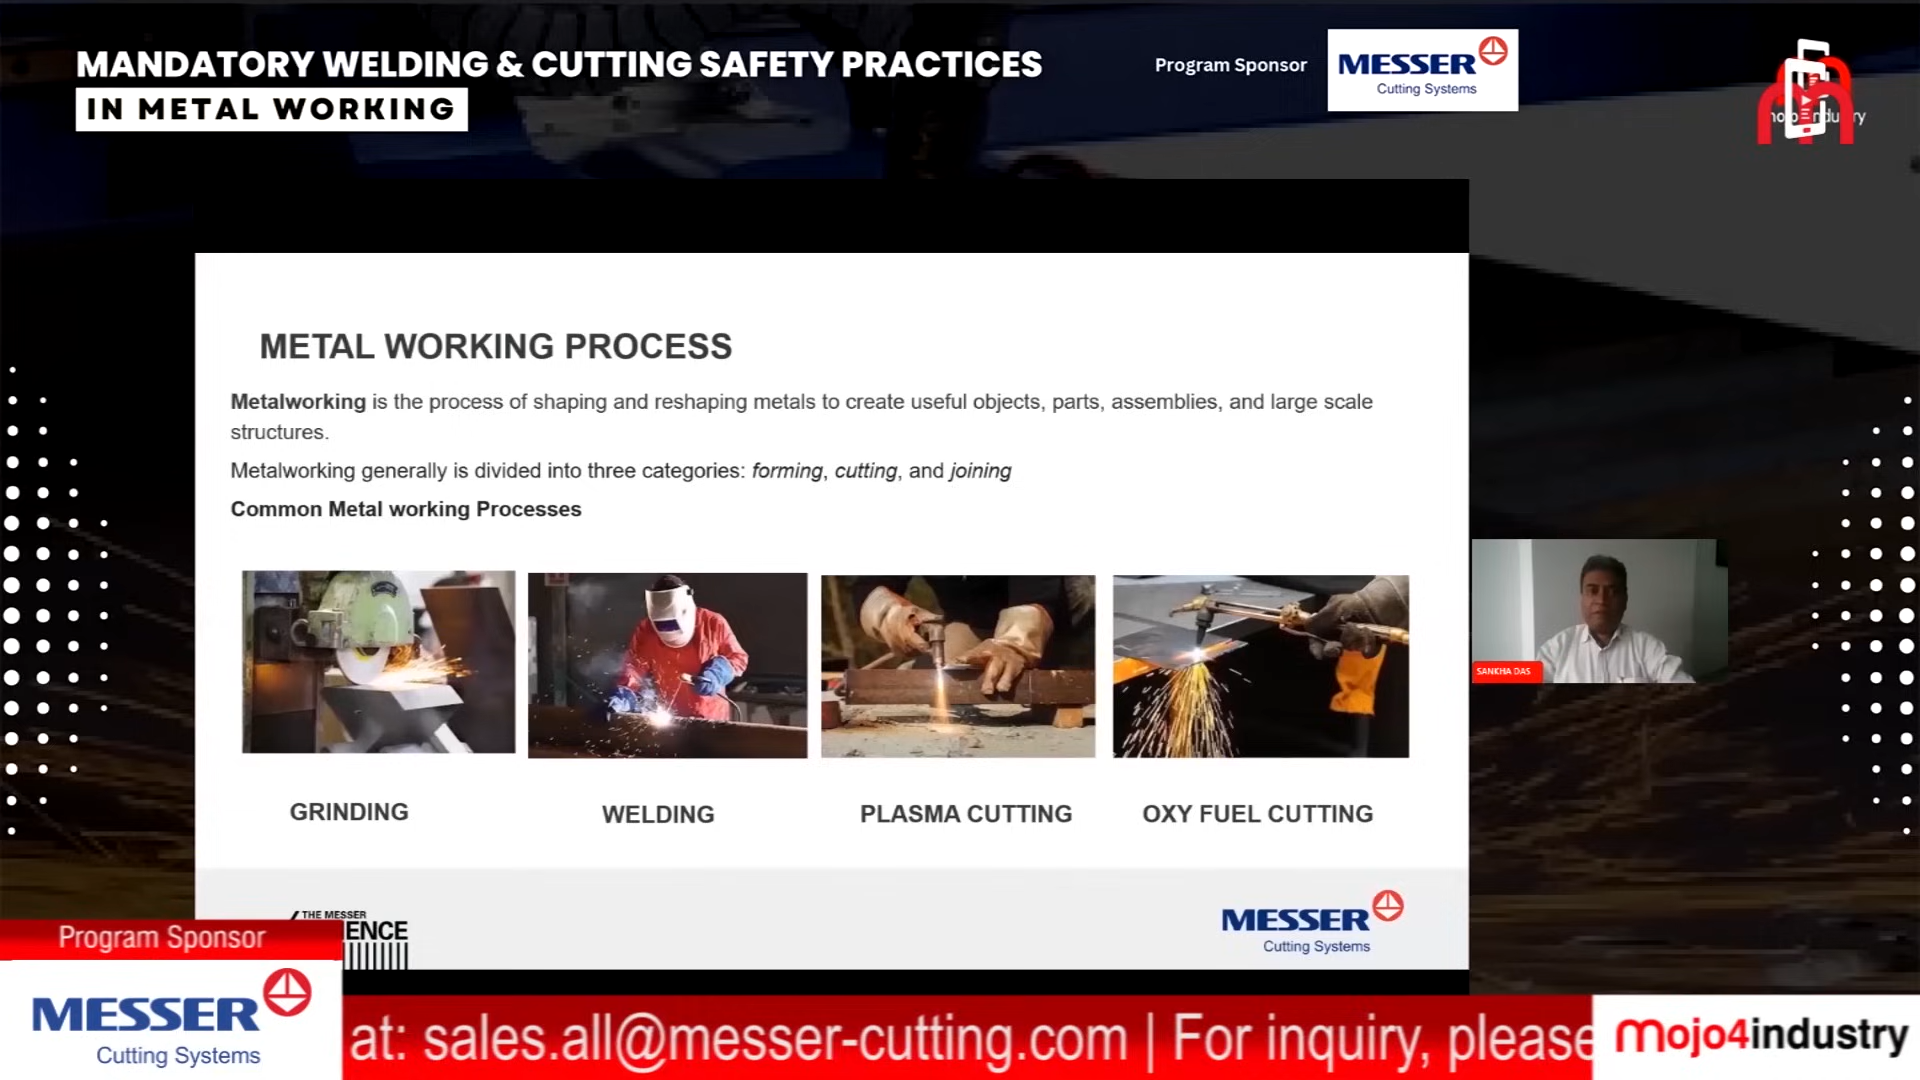 MANDATORY WELDING & CUTTING SAFETY PRACTICES
IN METAL WORKING
Program Sponsor
MESSER
Cutting Systems
METAL WORKING PROCESS
Metalworking is the process of shaping and reshaping metals to create useful objects, parts, assemblies, and large scale
structures.
Metalworking generally is divided into three categories: forming, cutting, and joining
Common Metal working Processes
SANKHA DAS
GRINDING
WELDING
PLASMA CUTTING
OXY FUEL CUTTING
THE MESSER
ENCE
MESSER
Cutting Systems
Program Sponsor
MESSER
Cutting Systems
at: sales.all@messer-cutting.com | For inquiry, please
mojo4industry